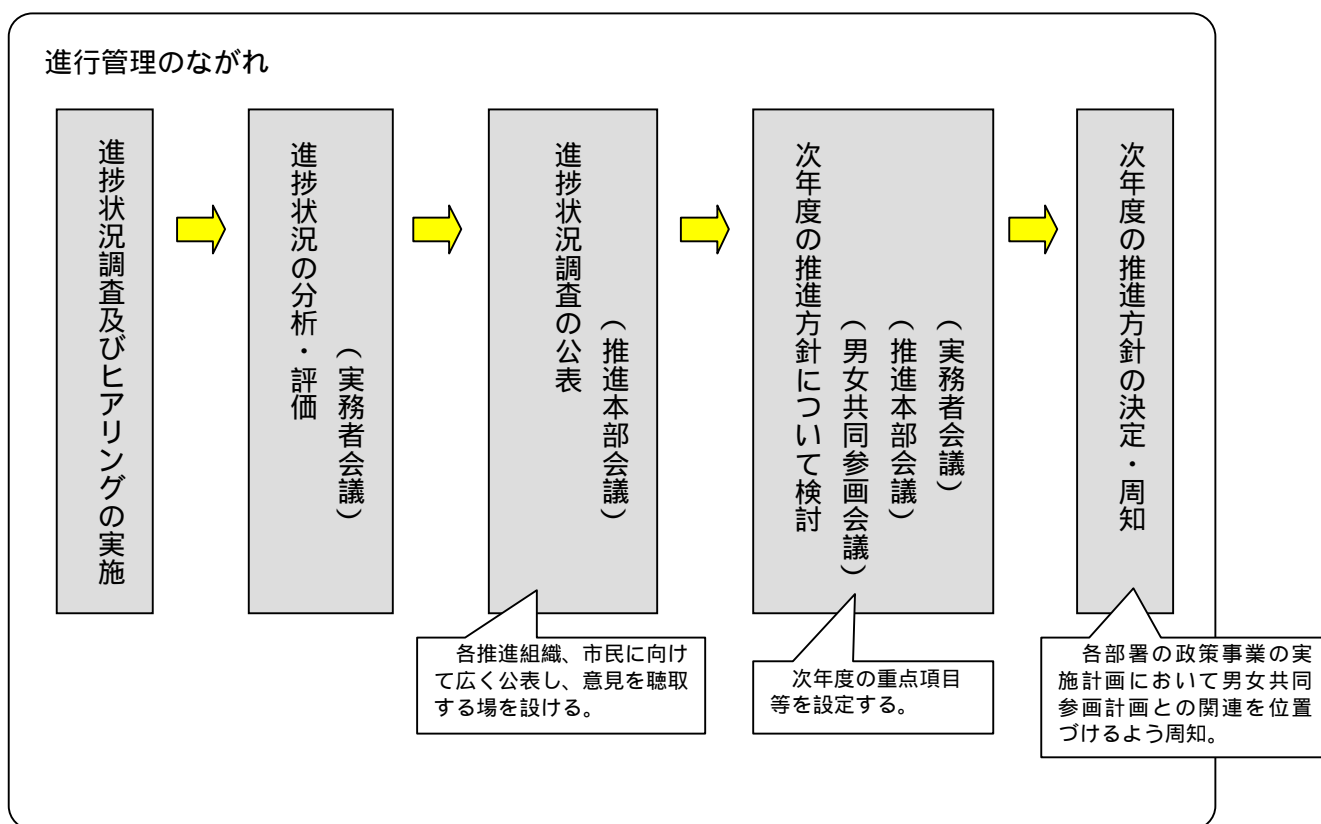 進行管理のながれ
進捗状況調査及びヒアリングの実施
進捗状況の分析・評価
（実務者会議）
進捗状況調査の公表
（推進本部会議）
次年度の推進方針について検討
（男女共同参画会議）
（推進本部会議）
（実務者会議）
次年度の推進方針の決定・周知
各推進組織、市民に向け
て広く公表し、意見を聴取
する場を設ける。
次年度の重点項目
等を設定する。
各部署の政策事業の実
施計画において男女共同
参画計画との関連を位置
づけるよう周知。